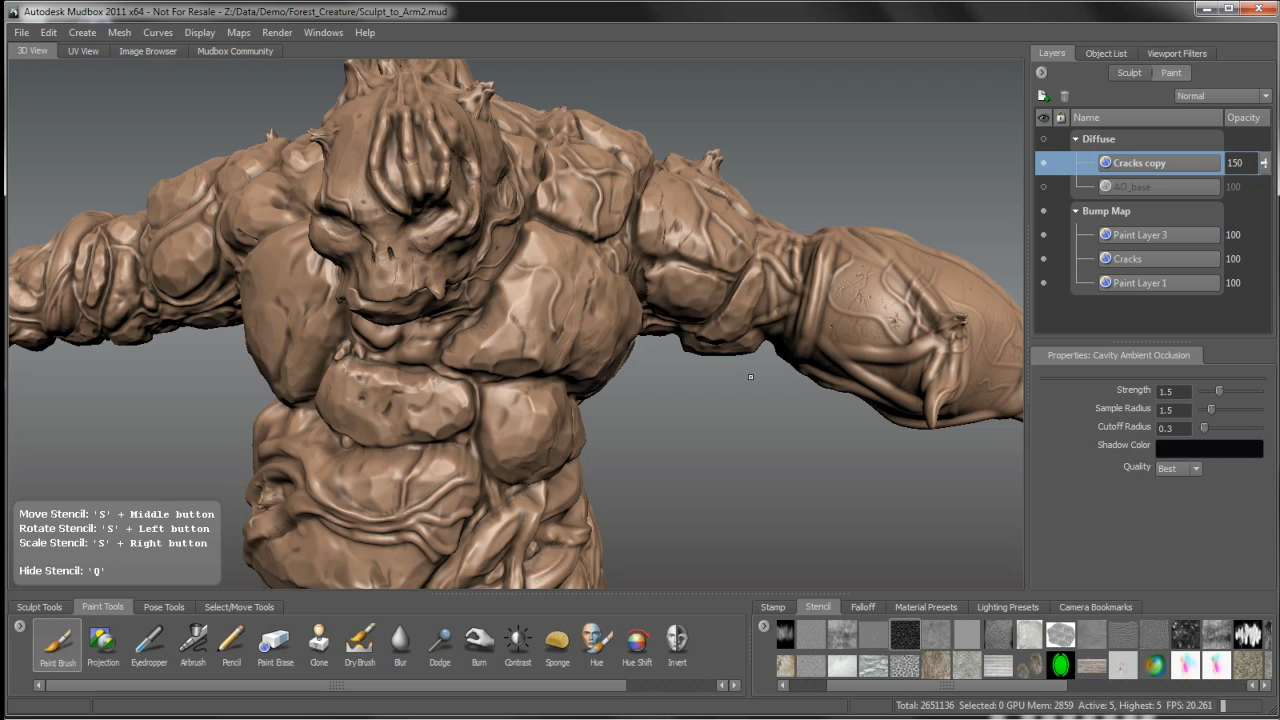 Autodesk Mudbox 2011 x64 - Not For Resale - Z:/Data/Demo/Forest_Creature/Sculpt_to_Arm2.mud
File Edit Create Mesh Curves Display Maps Render Windows Help
3D View UV View Image Browser Mudbox Community
Layers Object List Viewport Filters
Sculpt Paint
Normal
Name Opacity
Diffuse
Cracks copy 150
AO_base 100
Bump Map
Paint Layer 3 100
Cracks 100
Paint Layer 1 100
Properties: Cavity Ambient Occlusion
Strength 1.5
Sample Radius 1.5
Cutoff Radius 0.3
Shadow Color
Quality Best
Move Stencil: 'S' + Middle button
Rotate Stencil: 'S' + Left button
Scale Stencil: 'S' + Right button
Hide Stencil: 'Q'
Sculpt Tools Paint Tools Pose Tools Select/Move Tools
Paint Brush Projection Eyedropper Airbrush Pencil Paint Erase Clone Dry Brush Blur Dodge Burn Contrast Sponge Hue Hue Shift Invert
Stamp Stencil Falloff Material Presets Lighting Presets Camera Bookmarks
Total: 2651136 Selected: 0 GPU Mem: 2859 Active: 5, Highest: 5 FPS: 20.261